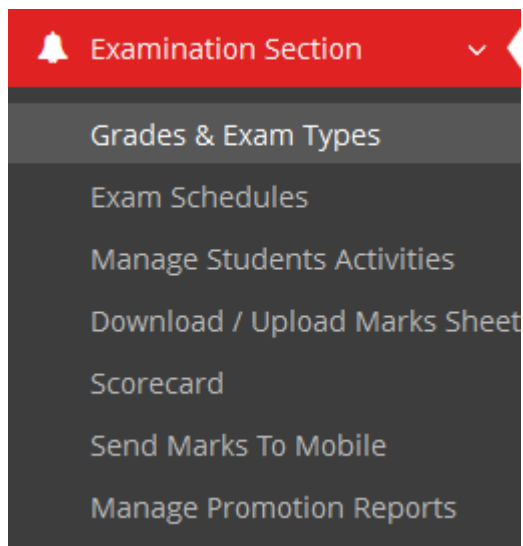 Examination Section
Grades & Exam Types
Exam Schedules
Manage Students Activities
Download / Upload Marks Sheet
Scorecard
Send Marks To Mobile
Manage Promotion Reports